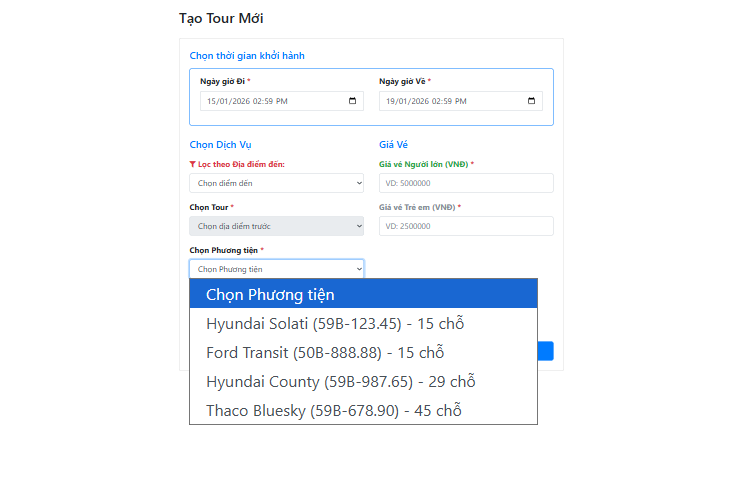 Tạo Tour Mới
Chọn thời gian khởi hành
Ngày giờ Đi *
Ngày giờ Về *
15/01/2026 02:59 PM
19/01/2026 02:59 PM
Chọn Dịch Vụ
Giá Vé
Lọc theo Địa điểm đến:
Giá vé Người lớn (VNĐ) *
Chọn điểm đến
VD: 5000000
Chọn Tour *
Giá vé Trẻ em (VNĐ) *
Chọn địa điểm trước
VD: 2500000
Chọn Phương tiện *
Chọn Phương tiện
Chọn Phương tiện
Hyundai Solati (59B-123.45) - 15 chỗ
Ford Transit (50B-888.88) - 15 chỗ
Hyundai County (59B-987.65) - 29 chỗ
Thaco Bluesky (59B-678.90) - 45 chỗ